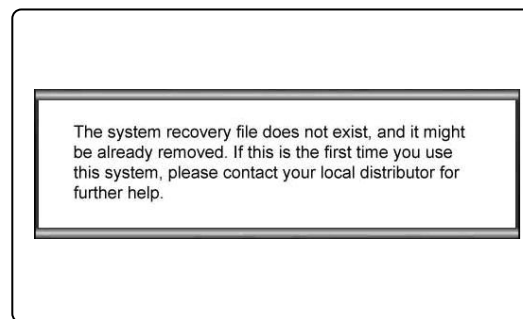 The system recovery file does not exist, and it might
be already removed. If this is the first time you use
this system, please contact your local distributor for
further help.